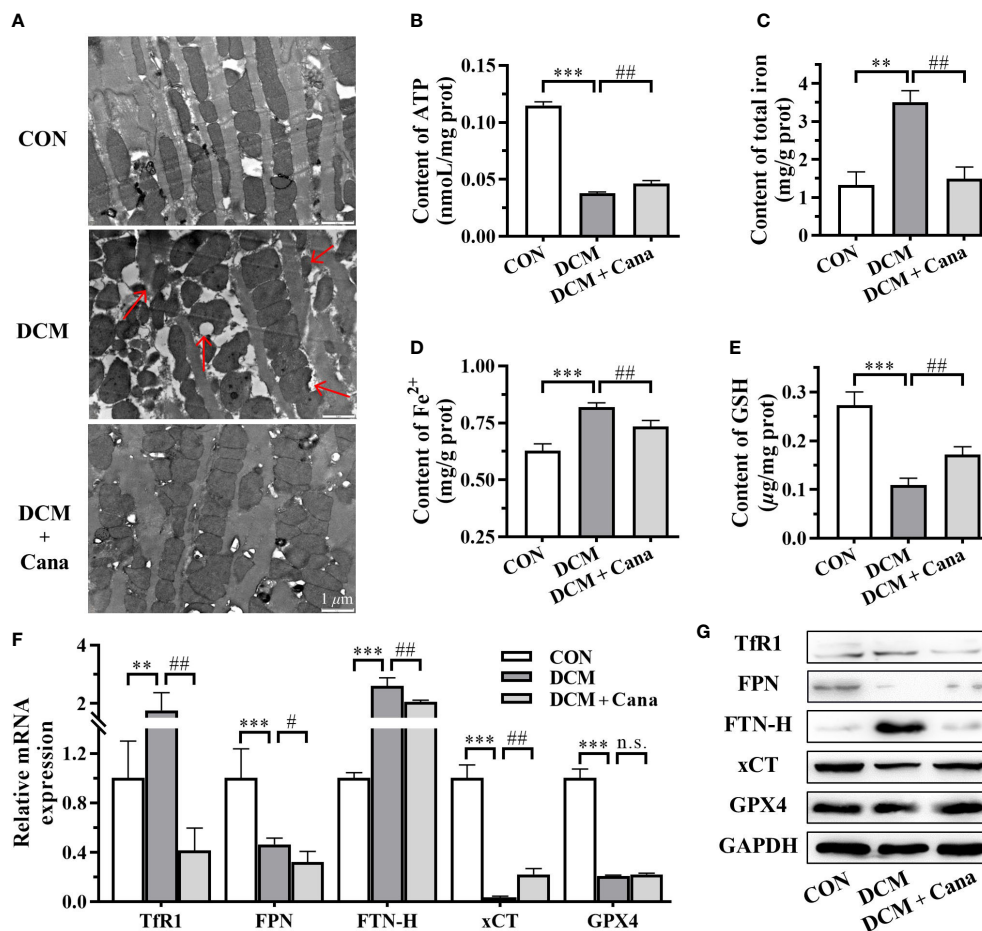 A
CON
DCM
DCM
+
Cana
1 μm
B
Content of ATP
(nmoL/mg prot)
0.15
0.10
0.05
0.00
***
##
CON
DCM
DCM + Cana
C
Content of total iron
(mg/g prot)
4
3
2
1
0
**
##
CON
DCM
DCM + Cana
D
Content of Fe2+
(mg/g prot)
1.00
0.75
0.50
0.25
***
##
CON
DCM
DCM + Cana
E
Content of GSH
(μg/mg prot)
0.3
0.2
0.1
0.0
***
##
CON
DCM
DCM + Cana
F
Relative mRNA
expression
4
2
1.2
0.8
0.4
0.0
** ##
*** #
*** ##
*** ##
*** n.s.
CON
DCM
DCM + Cana
TfR1 FPN FTN-H xCT GPX4
G
TfR1
FPN
FTN-H
xCT
GPX4
GAPDH
CON
DCM
DCM + Cana